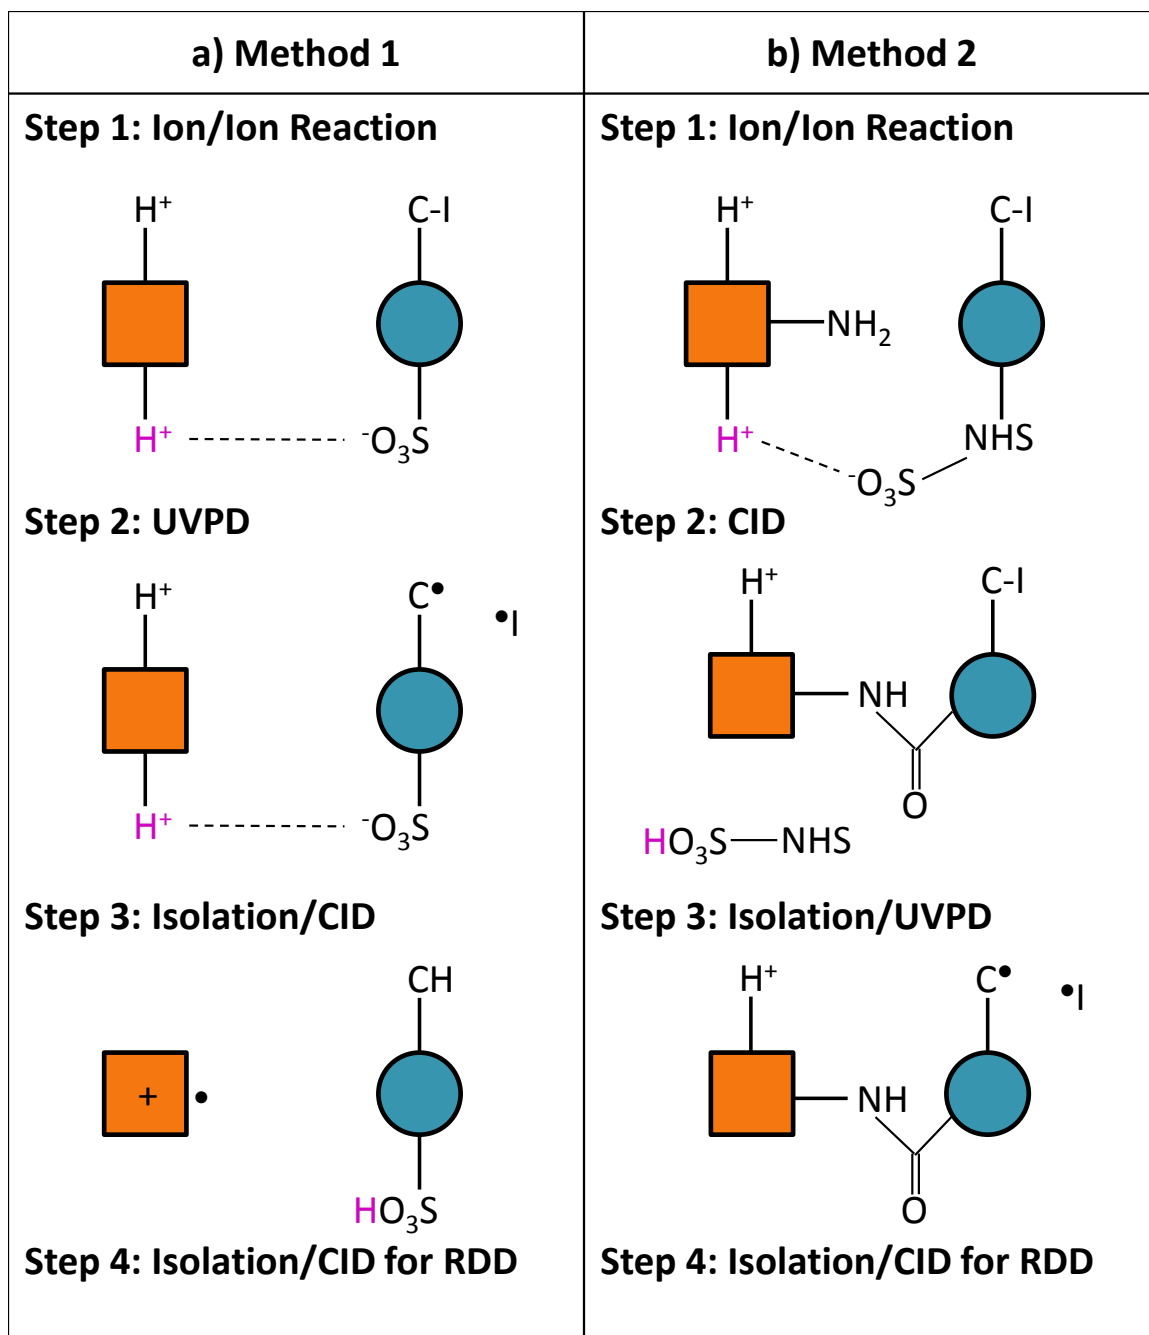 a) Method 1
Step 1: Ion/Ion Reaction
H⁺
C-I
H⁺
⁻O₃S
Step 2: UVPD
H⁺
C•
•I
H⁺
⁻O₃S
Step 3: Isolation/CID
CH
+
•
HO₃S
Step 4: Isolation/CID for RDD
b) Method 2
Step 1: Ion/Ion Reaction
H⁺
C-I
NH₂
H⁺
NHS
⁻O₃S
Step 2: CID
H⁺
C-I
NH
O
HO₃S—NHS
Step 3: Isolation/UVPD
H⁺
C•
•I
NH
O
Step 4: Isolation/CID for RDD